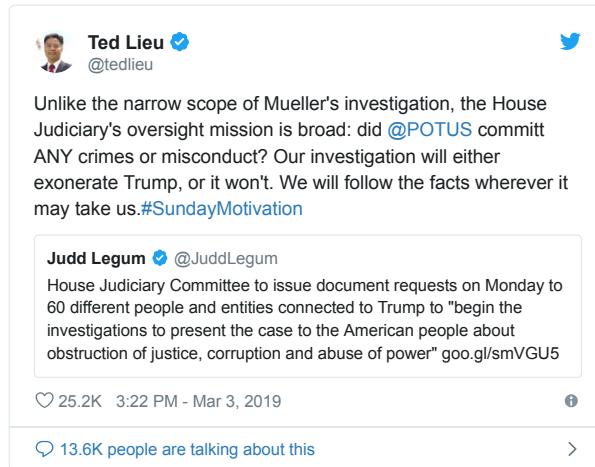 Ted Lieu
@tedlieu
Unlike the narrow scope of Mueller's investigation, the House
Judiciary's oversight mission is broad: did @POTUS committ
ANY crimes or misconduct? Our investigation will either
exonerate Trump, or it won't. We will follow the facts wherever it
may take us.#SundayMotivation
Judd Legum @JuddLegum
House Judiciary Committee to issue document requests on Monday to
60 different people and entities connected to Trump to "begin the
investigations to present the case to the American people about
obstruction of justice, corruption and abuse of power" goo.gl/smVGU5
25.2K 3:22 PM - Mar 3, 2019
13.6K people are talking about this